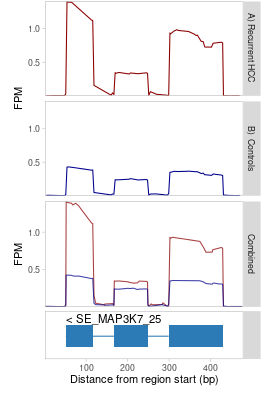 1.0
0.5
A) Recurrent HCC
FPM
1.0
0.5
B) Controls
1.0
0.5
FPM
Combined
< SE_MAP3K7_25
100 200 300 400
Distance from region start (bp)